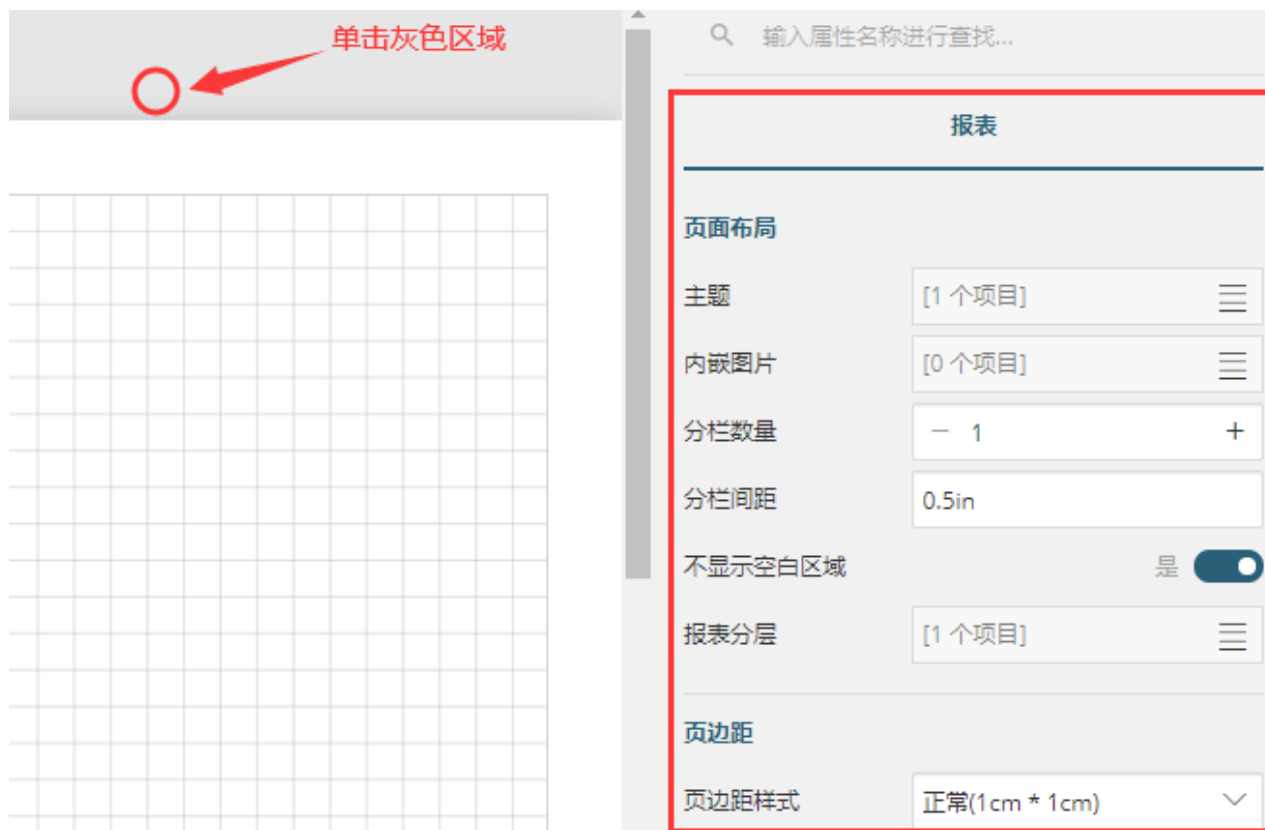 单击灰色区域
输入属性名称进行查找...
报表
页面布局
主题 [1 个项目]
内嵌图片 [0 个项目]
分栏数量 － 1 +
分栏间距 0.5in
不显示空白区域 是
报表分层 [1 个项目]
页边距
页边距样式 正常(1cm * 1cm)